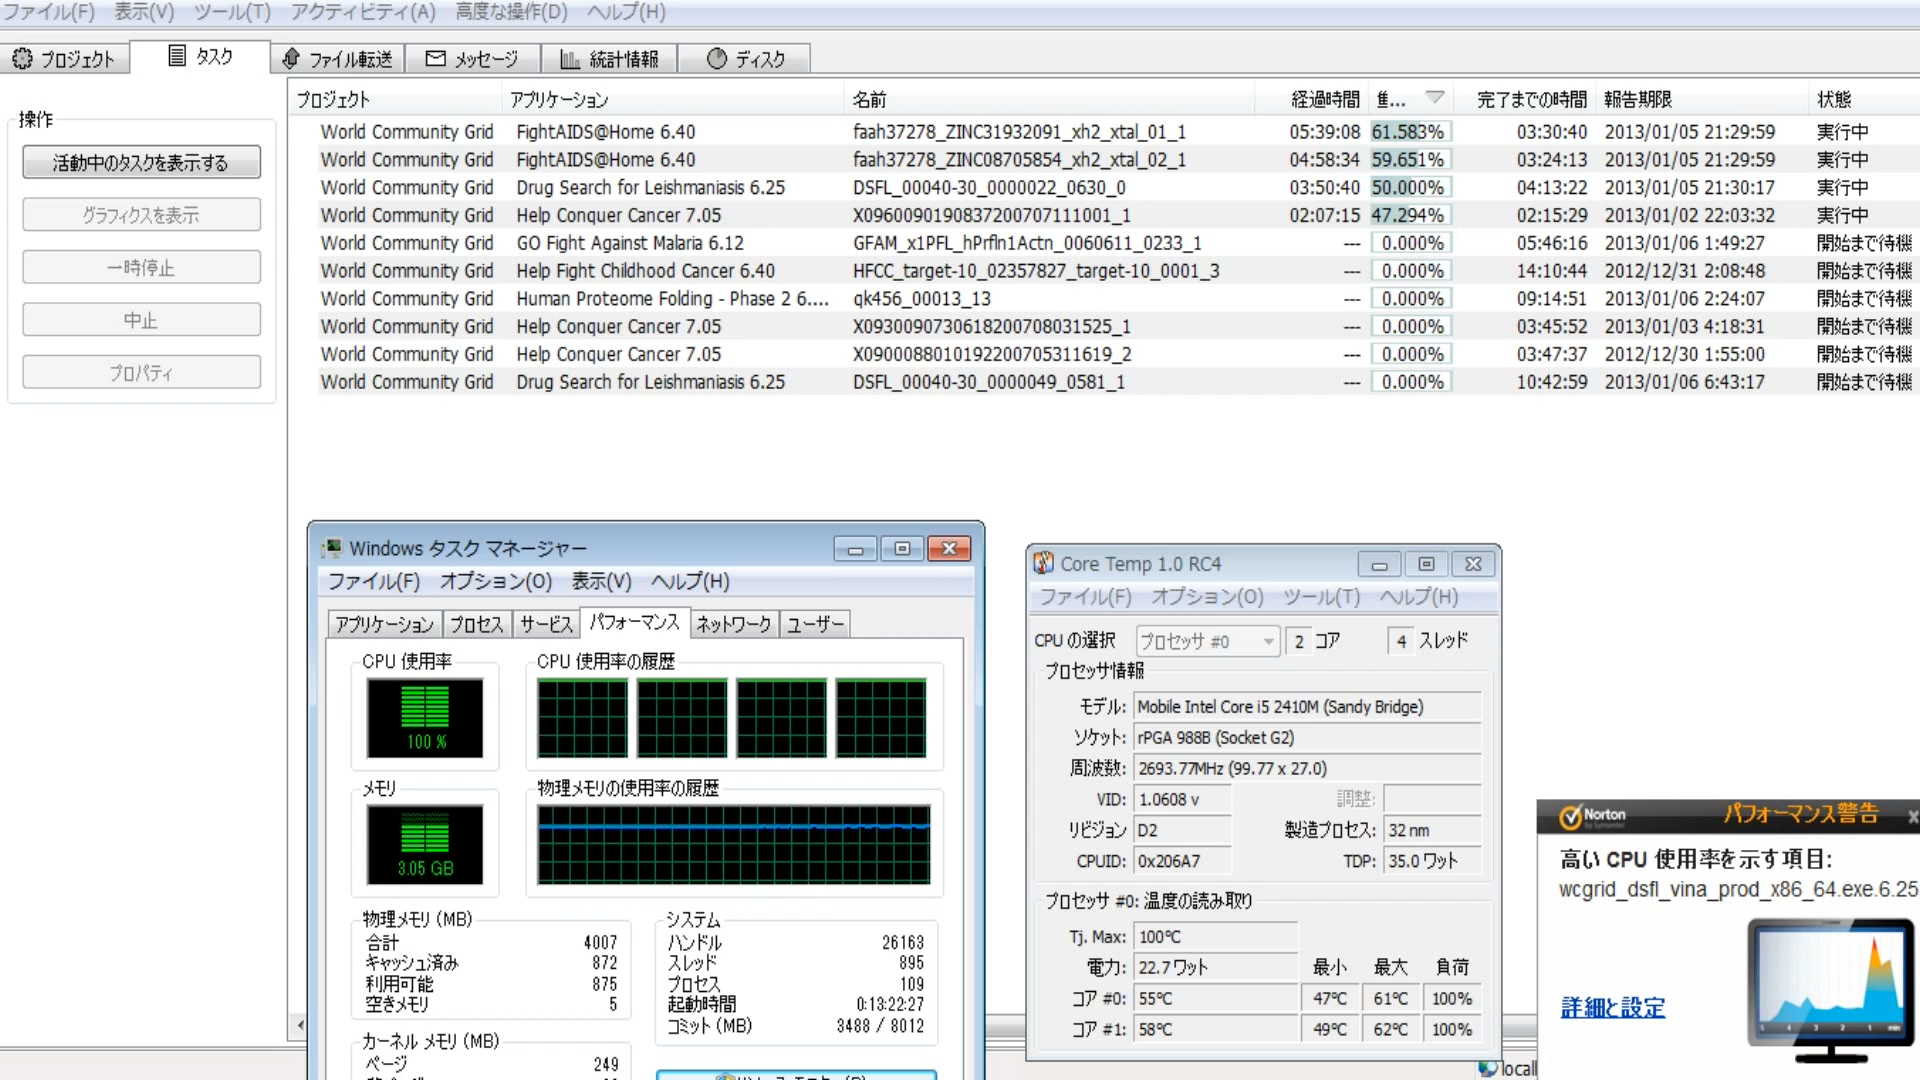 ファイル(F) 表示(V) ツール(T) アクティビティ(A) 高度な操作(D) ヘルプ(H)
プロジェクト タスク ファイル転送 メッセージ 統計情報 ディスク
操作
活動中のタスクを表示する
グラフィクスを表示
一時停止
中止
プロパティ
プロジェクト アプリケーション 名前 経過時間 進... 完了までの時間 報告期限 状態
World Community Grid FightAIDS@Home 6.40 faah37278_ZINC31932091_xh2_xtal_01_1 05:39:08 61.583% 03:30:40 2013/01/05 21:29:59 実行中
World Community Grid FightAIDS@Home 6.40 faah37278_ZINC08705854_xh2_xtal_02_1 04:58:34 59.651% 03:24:13 2013/01/05 21:29:59 実行中
World Community Grid Drug Search for Leishmaniasis 6.25 DSFL_00040-30_0000022_0630_0 03:50:40 50.000% 04:13:22 2013/01/05 21:30:17 実行中
World Community Grid Help Conquer Cancer 7.05 X0960091090837200707111001_1 02:07:15 47.294% 02:15:29 2013/01/02 22:03:32 実行中
World Community Grid GO Fight Against Malaria 6.12 GFAM_x1PFL_hPrfln1Actn_0060611_0233_1 --- 0.000% 05:46:16 2013/01/06 1:49:27 開始まで待機
World Community Grid Help Fight Childhood Cancer 6.40 HFCC_target-10_02357827_target-10_0001_3 --- 0.000% 14:10:44 2012/12/31 2:08:48 開始まで待機
World Community Grid Human Proteome Folding - Phase 2 6.... qk456_00013_13 --- 0.000% 09:14:51 2013/01/06 2:24:07 開始まで待機
World Community Grid Help Conquer Cancer 7.05 X0930090730618200708031525_1 --- 0.000% 03:45:52 2013/01/03 4:18:31 開始まで待機
World Community Grid Help Conquer Cancer 7.05 X0900088010192200705311619_2 --- 0.000% 03:47:37 2012/12/30 1:55:00 開始まで待機
World Community Grid Drug Search for Leishmaniasis 6.25 DSFL_00040-30_0000049_0581_1 --- 0.000% 10:42:59 2013/01/06 6:43:17 開始まで待機
Windows タスク マネージャー
ファイル(F) オプション(O) 表示(V) ヘルプ(H)
アプリケーション プロセス サービス パフォーマンス ネットワーク ユーザー
CPU 使用率 CPU 使用率の履歴
100 %
メモリ 物理メモリの使用率の履歴
3.05 GB
物理メモリ (MB)
合計 4007
キャッシュ済み 872
利用可能 875
空きメモリ 5
カーネル メモリ (MB)
ページ 249
システム
ハンドル 26163
スレッド 895
プロセス 109
起動時間 0:13:22:27
コミット (MB) 3488 / 8012
Core Temp 1.0 RC4
ファイル(F) オプション(O) ツール(T) ヘルプ(H)
CPU の選択 プロセッサ #0 2 コア 4 スレッド
プロセッサ情報
モデル: Mobile Intel Core i5 2410M (Sandy Bridge)
ソケット: rPGA 988B (Socket G2)
周波数: 2693.77MHz (99.77 x 27.0)
VID: 1.0608 v 調整:
リビジョン D2 製造プロセス: 32 nm
CPUID: 0x206A7 TDP: 35.0 ワット
プロセッサ #0: 温度の読み取り
Tj. Max: 100℃
電力: 22.7 ワット 最小 最大 負荷
コア #0: 55℃ 47℃ 61℃ 100%
コア #1: 58℃ 49℃ 62℃ 100%
Norton パフォーマンス警告
by Symantec
高い CPU 使用率を示す項目:
wcgrid_dsfl_vina_prod_x86_64.exe.6.25
詳細と設定
5 4 3 2 1 min
locall